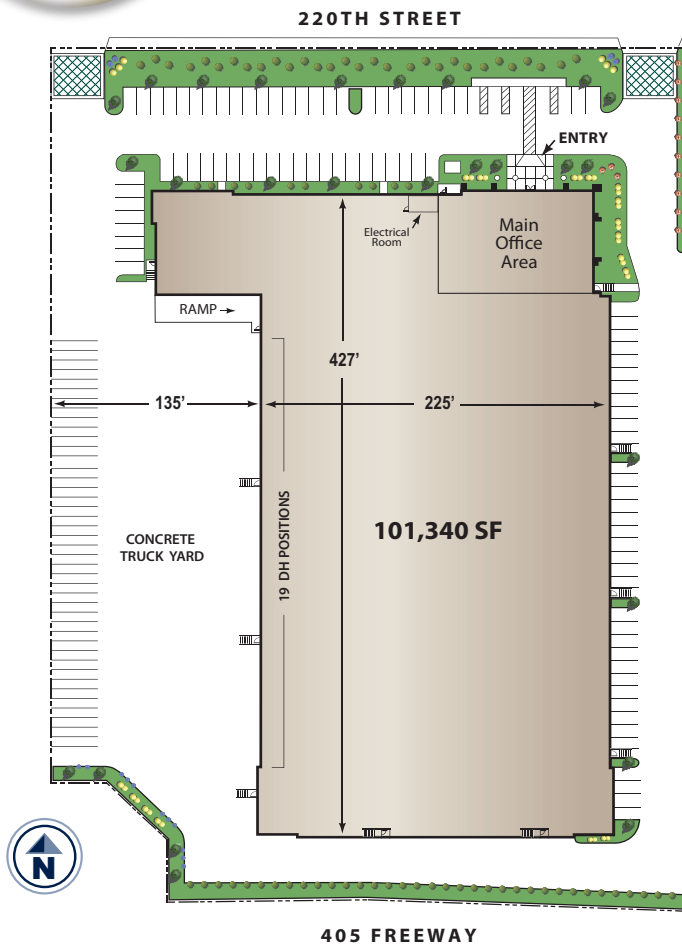 220TH STREET
ENTRY
Electrical
Room
Main
Office
Area
RAMP
427'
135'
225'
19 DH POSITIONS
101,340 SF
CONCRETE
TRUCK YARD
N
405 FREEWAY